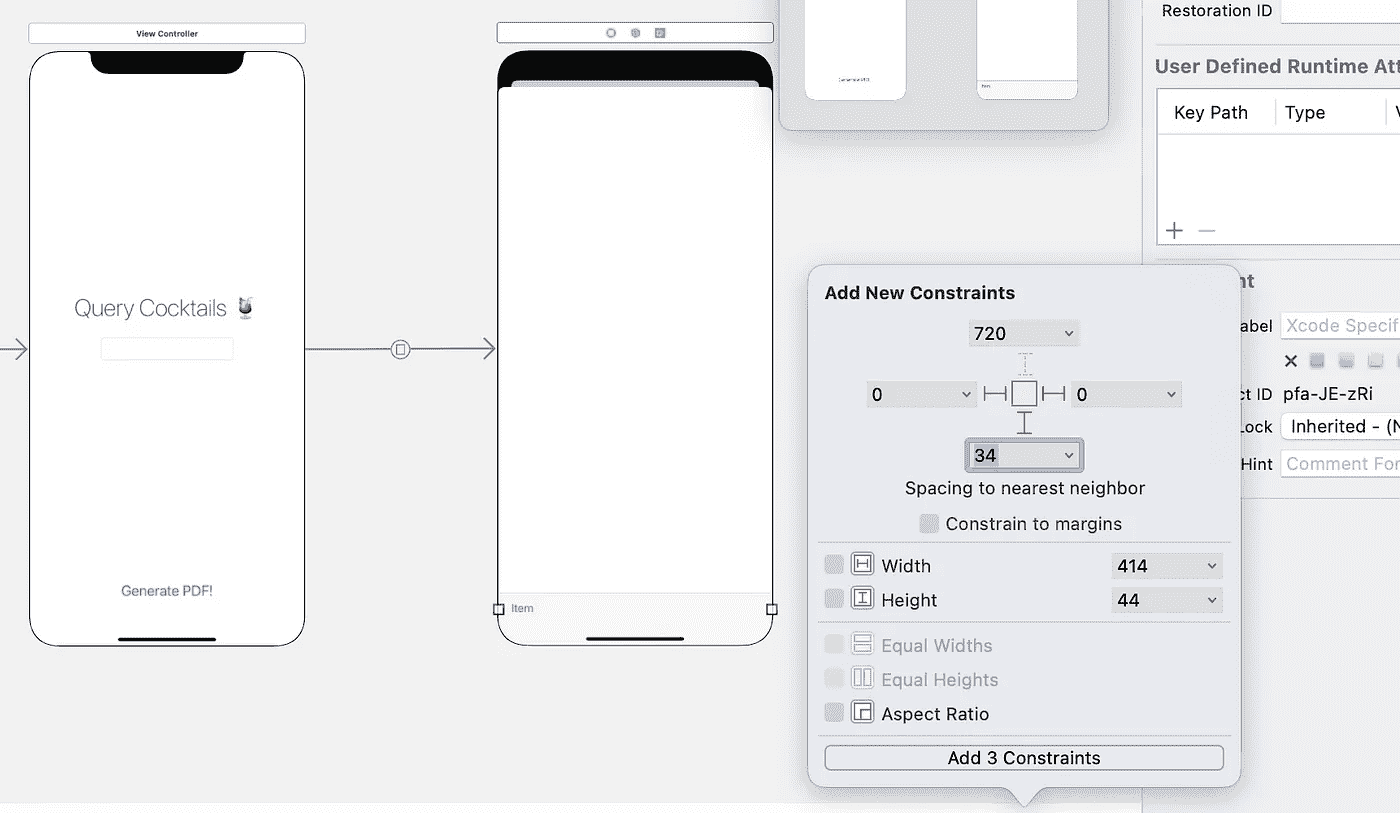 View Controller
Query Cocktails
Generate PDF!
Item
Generate PDF!
Item
Restoration ID
User Defined Runtime Att
Key Path Type V
+ −
nt
abel Xcode Specif
ct ID pfa-JE-zRi
Lock Inherited - (N
Hint Comment For
Add New Constraints
720
0 0
34
Spacing to nearest neighbor
Constrain to margins
Width 414
Height 44
Equal Widths
Equal Heights
Aspect Ratio
Add 3 Constraints